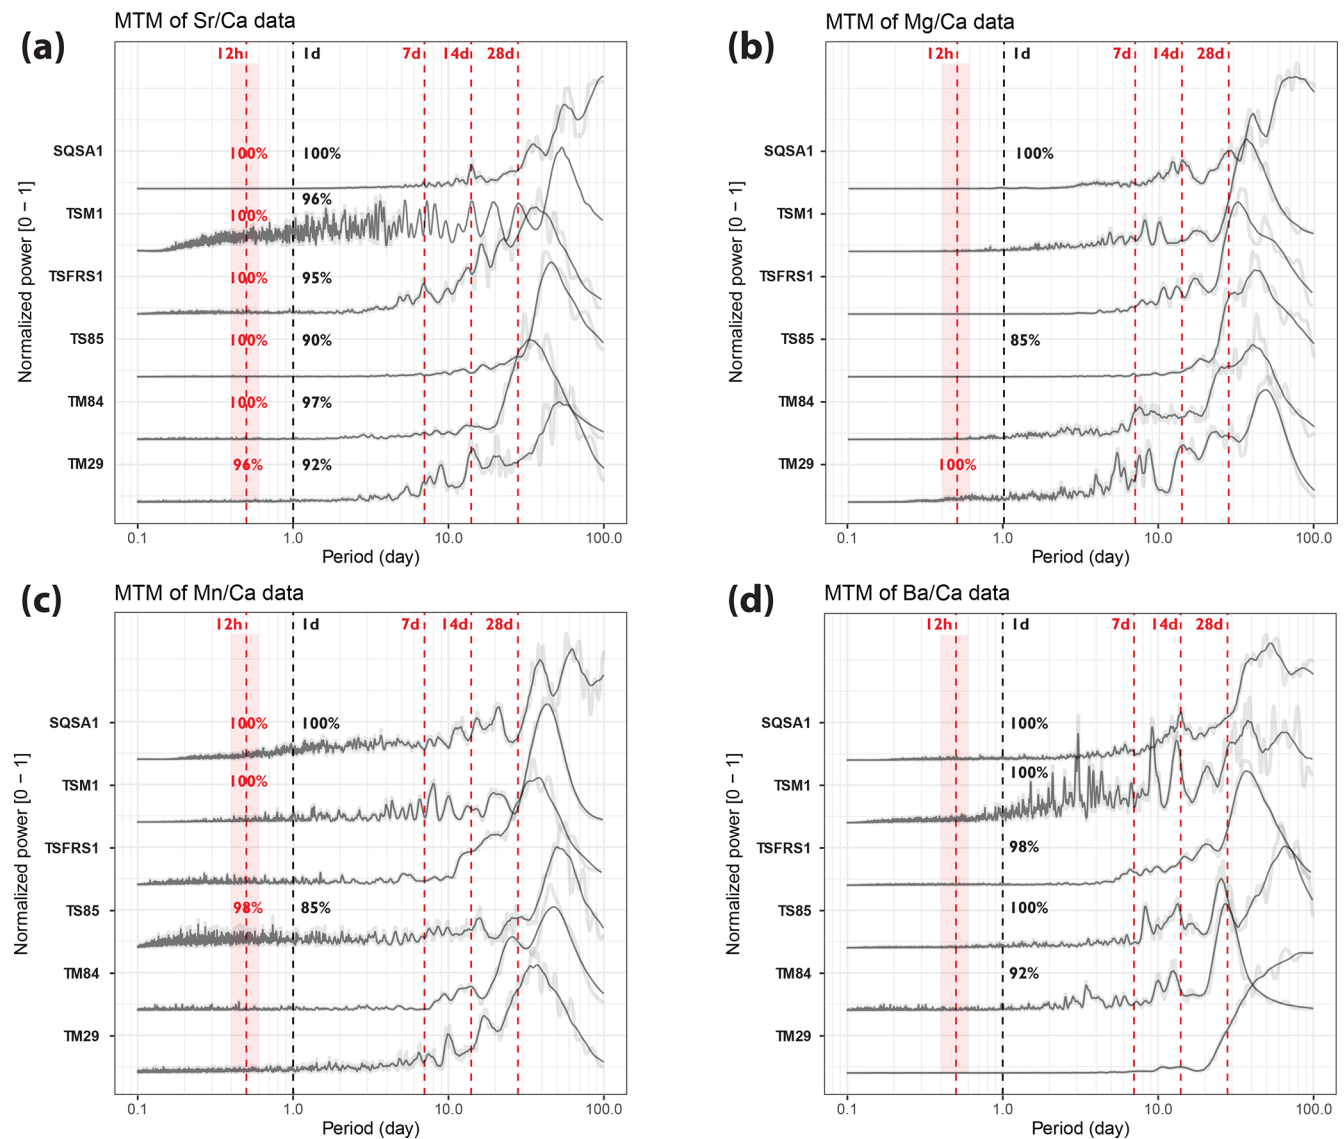 (a)
MTM of Sr/Ca data
12h 1d 7d 14d 28d
Normalized power [0 − 1]
SQSA1 100% 100%
96%
TSM1 100%
TSFRS1 100% 95%
TS85 100% 90%
TM84 100% 97%
TM29 96% 92%
0.1 1.0 10.0 100.0
Period (day)
(b)
MTM of Mg/Ca data
12h 1d 7d 14d 28d
Normalized power [0 − 1]
SQSA1 100%
TSM1
TSFRS1
TS85 85%
TM84
TM29 100%
0.1 1.0 10.0 100.0
Period (day)
(c)
MTM of Mn/Ca data
12h 1d 7d 14d 28d
Normalized power [0 − 1]
SQSA1 100% 100%
TSM1 100%
TSFRS1
TS85 98% 85%
TM84
TM29
0.1 1.0 10.0 100.0
Period (day)
(d)
MTM of Ba/Ca data
12h 1d 7d 14d 28d
Normalized power [0 − 1]
SQSA1 100%
100%
TSM1
TSFRS1 98%
TS85 100%
TM84 92%
TM29
0.1 1.0 10.0 100.0
Period (day)